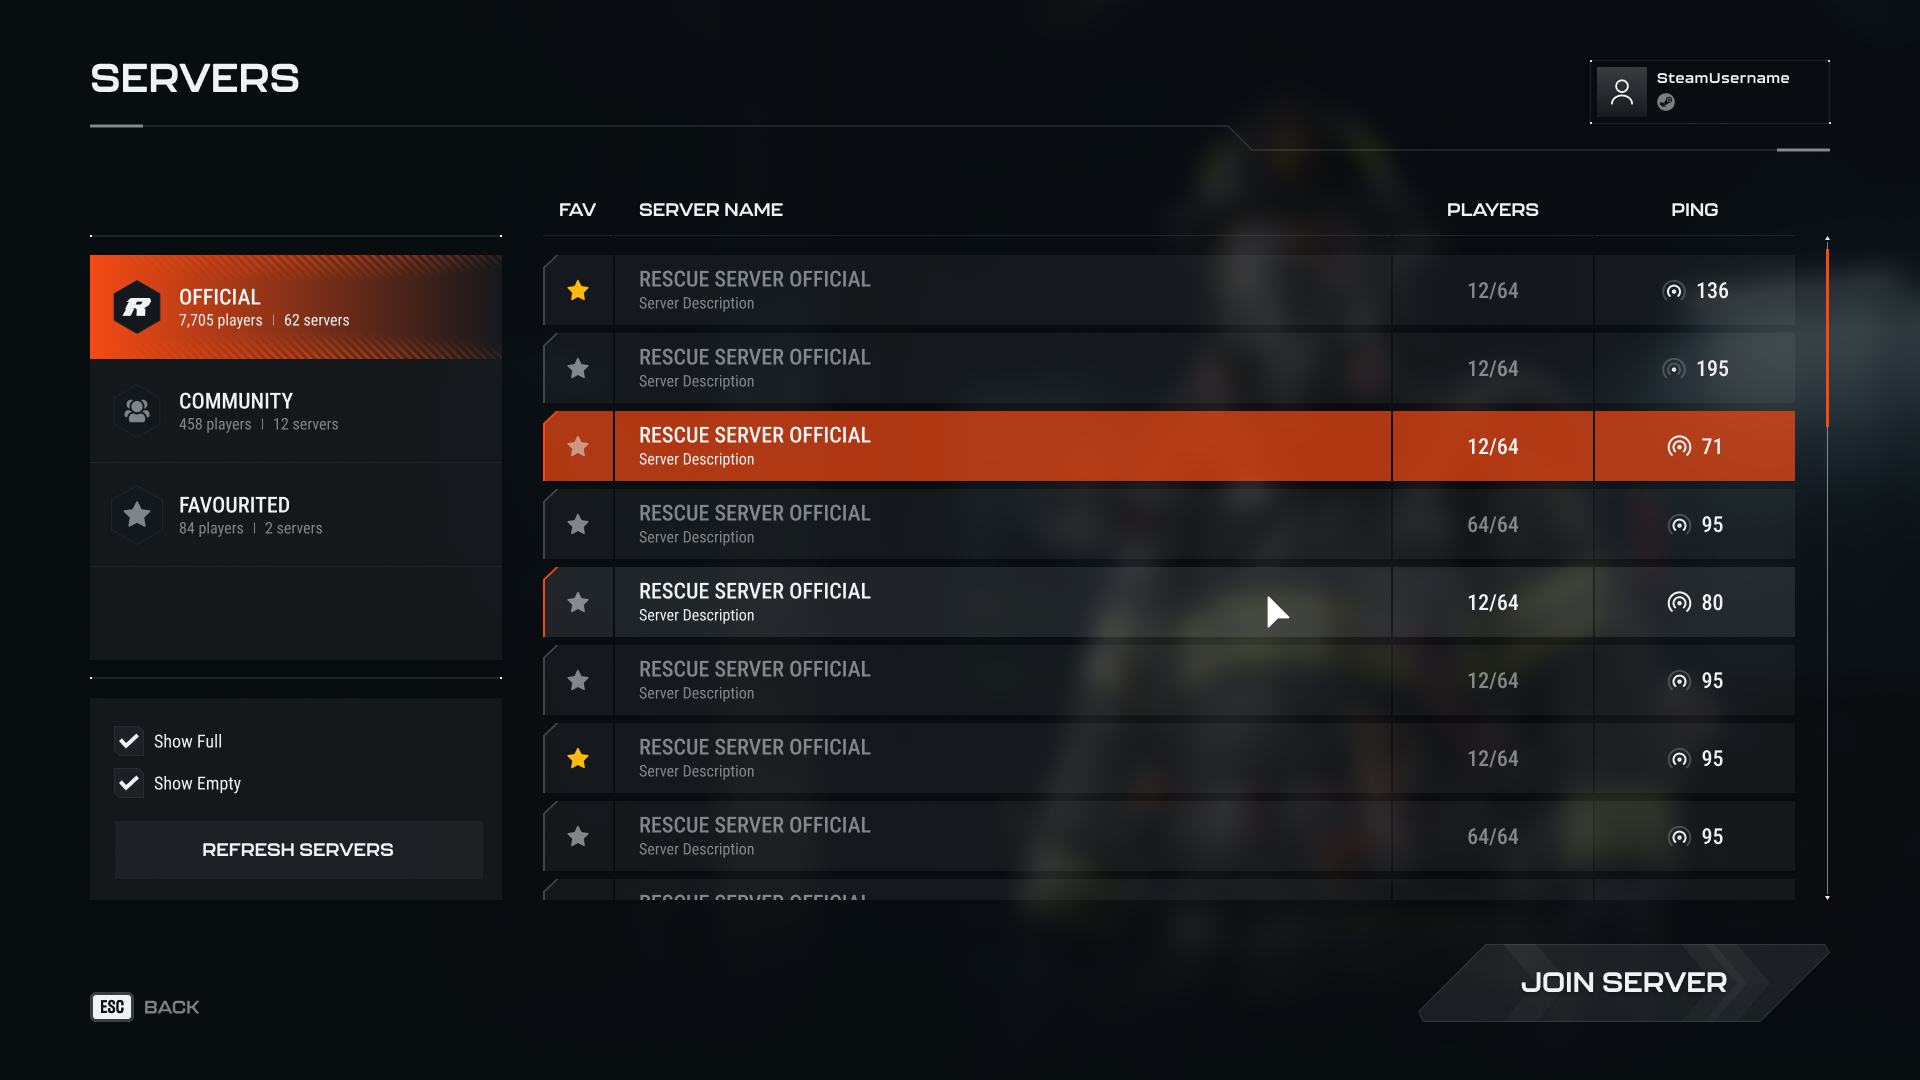 SERVERS
SteamUsername
FAV SERVER NAME PLAYERS PING
OFFICIAL
7,705 players | 62 servers
COMMUNITY
458 players | 12 servers
FAVOURITED
84 players | 2 servers
Show Full
Show Empty
REFRESH SERVERS
RESCUE SERVER OFFICIAL
Server Description
12/64 136
RESCUE SERVER OFFICIAL
Server Description
12/64 195
RESCUE SERVER OFFICIAL
Server Description
12/64 71
RESCUE SERVER OFFICIAL
Server Description
64/64 95
RESCUE SERVER OFFICIAL
Server Description
12/64 80
RESCUE SERVER OFFICIAL
Server Description
12/64 95
RESCUE SERVER OFFICIAL
Server Description
12/64 95
RESCUE SERVER OFFICIAL
Server Description
64/64 95
RESCUE SERVER OFFICIAL
ESC BACK
JOIN SERVER